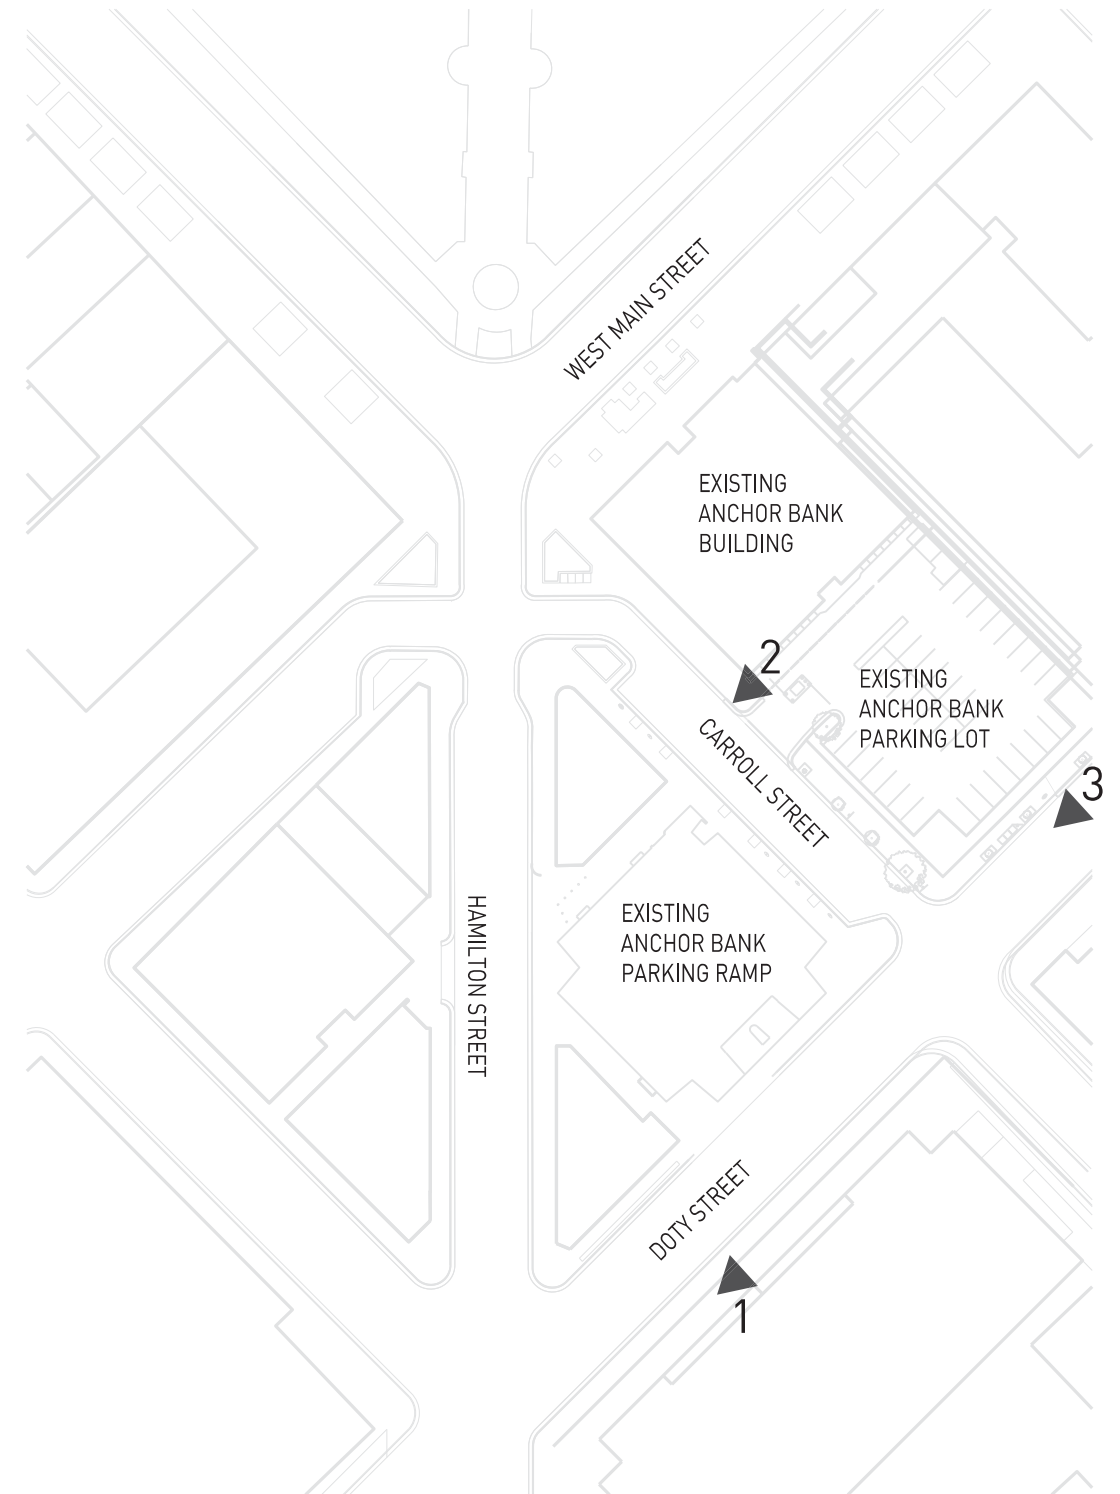 WEST MAIN STREET
EXISTING
ANCHOR BANK
BUILDING
2
EXISTING
ANCHOR BANK
PARKING LOT
CARROLL STREET
3
HAMILTON STREET
EXISTING
ANCHOR BANK
PARKING RAMP
DOTY STREET
1